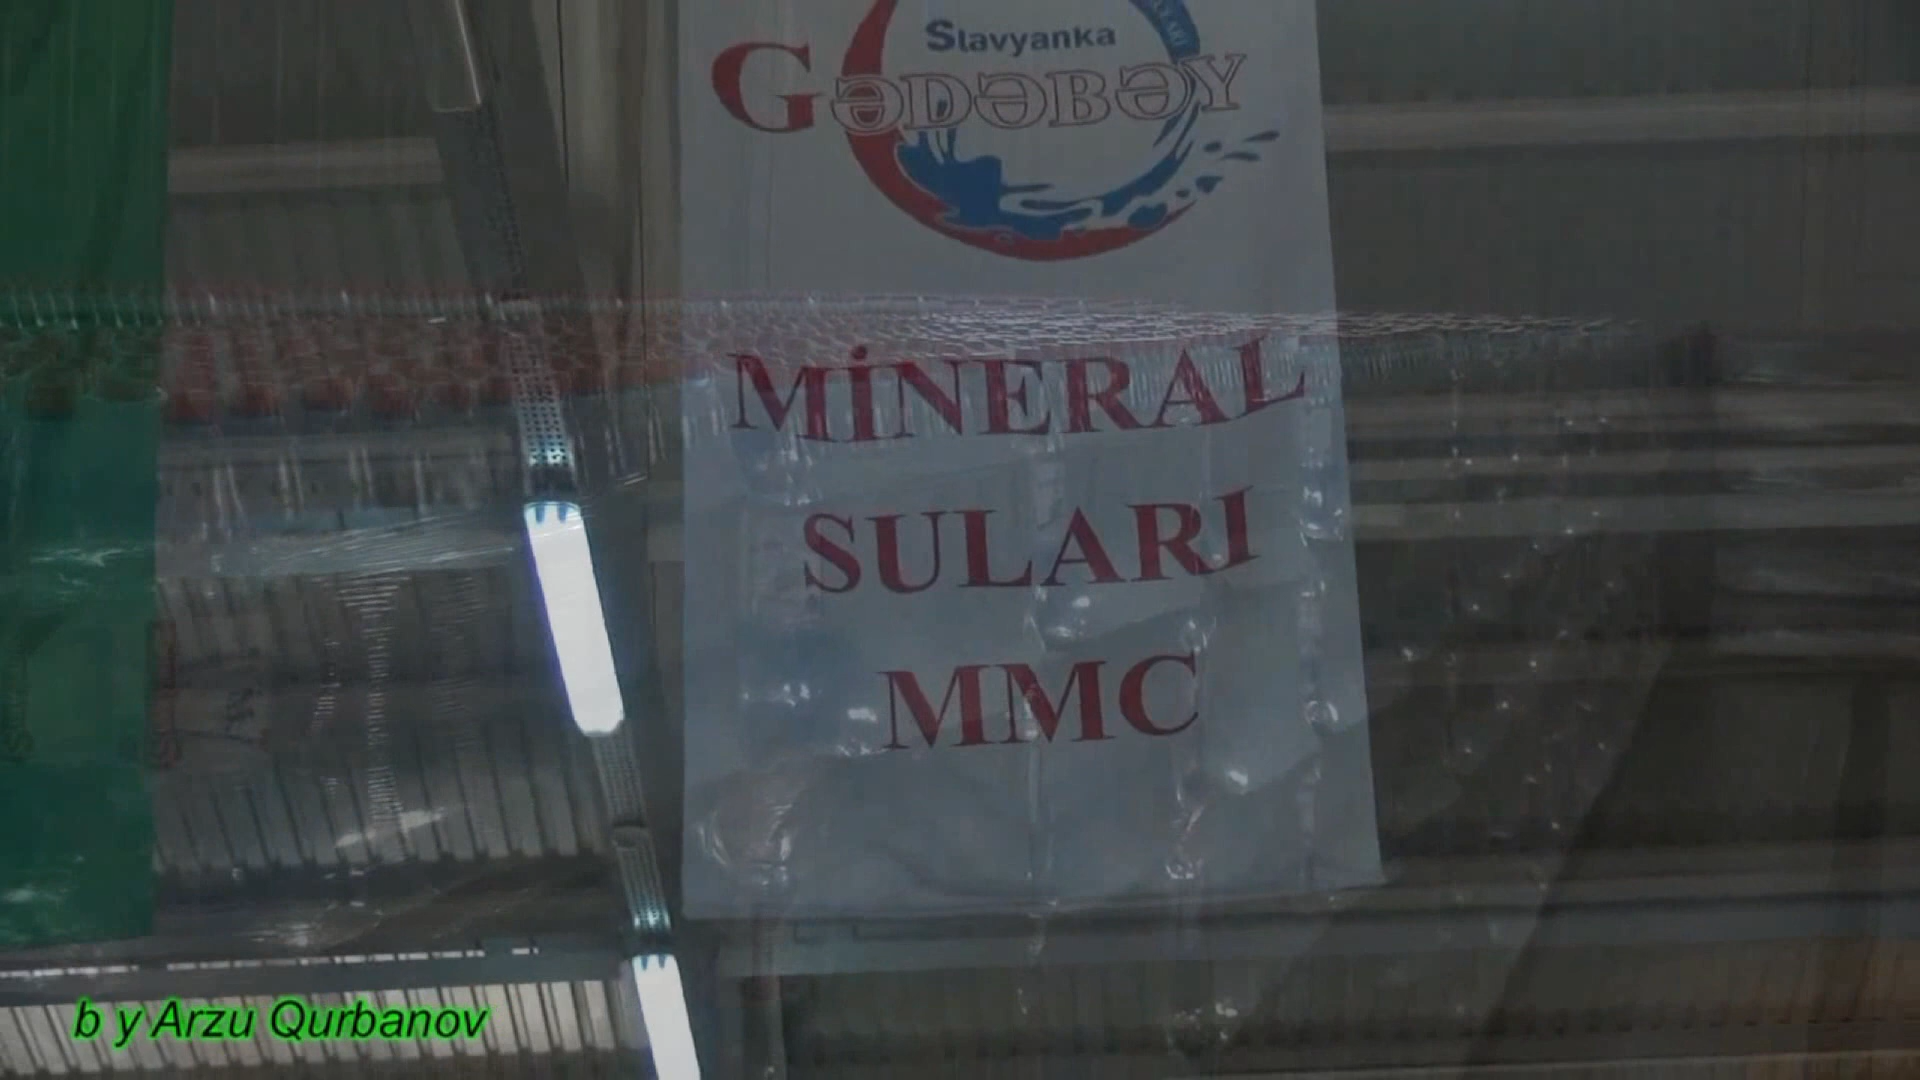 Slavyanka
GƏDƏBƏY
MİNERAL
SULARI
MMC
b y Arzu Qurbanov